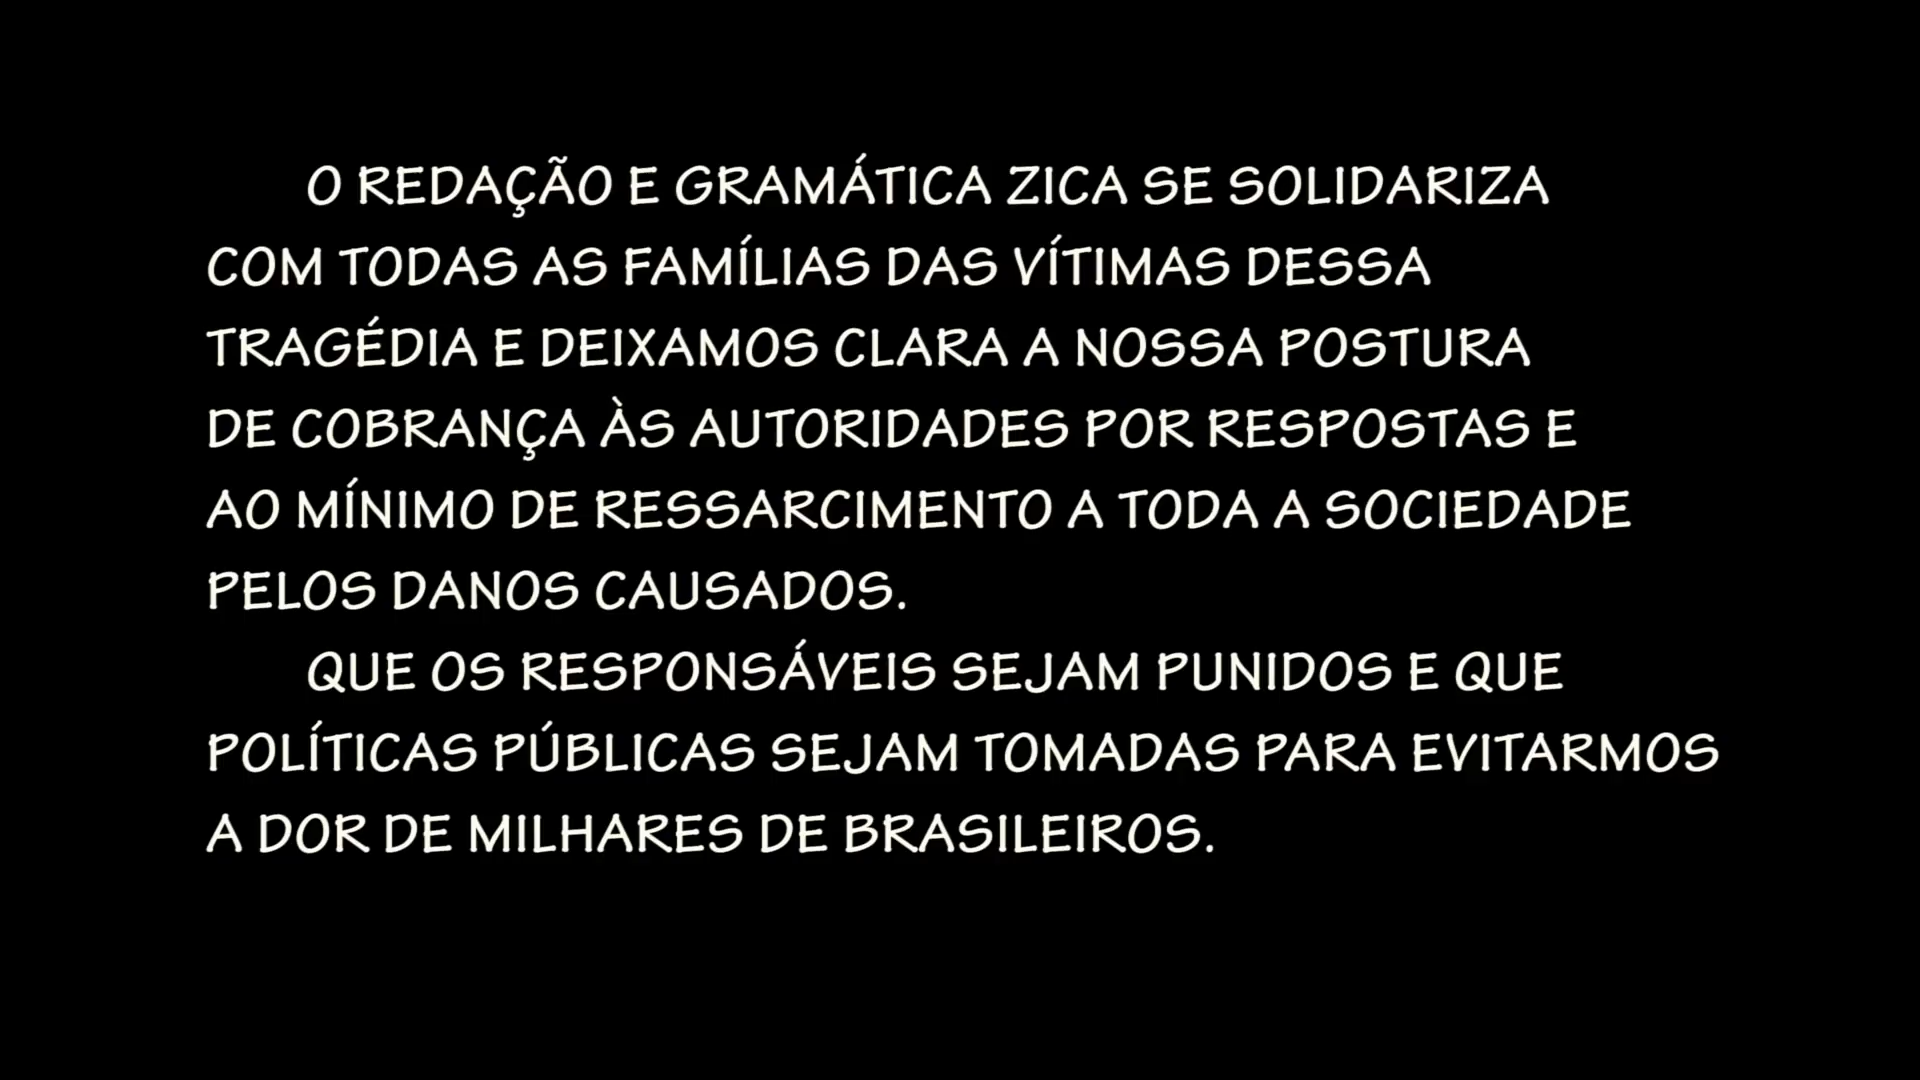 O REDAÇÃO E GRAMÁTICA ZICA SE SOLIDARIZA
COM TODAS AS FAMÍLIAS DAS VÍTIMAS DESSA
TRAGÉDIA E DEIXAMOS CLARA A NOSSA POSTURA
DE COBRANÇA ÀS AUTORIDADES POR RESPOSTAS E
AO MÍNIMO DE RESSARCIMENTO A TODA A SOCIEDADE
PELOS DANOS CAUSADOS.
QUE OS RESPONSÁVEIS SEJAM PUNIDOS E QUE
POLÍTICAS PÚBLICAS SEJAM TOMADAS PARA EVITARMOS
A DOR DE MILHARES DE BRASILEIROS.